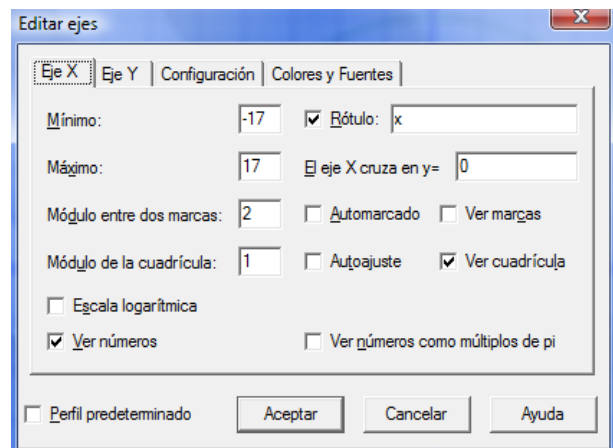 Editar ejes
Eje X Eje Y Configuración Colores y Fuentes
Mínimo: -17 Rótulo: x
Máximo: 17 El eje X cruza en y= 0
Módulo entre dos marcas: 2 Automarcado Ver marcas
Módulo de la cuadrícula: 1 Autoajuste Ver cuadrícula
Escala logarítmica
Ver números Ver números como múltiplos de pi
Perfil predeterminado Aceptar Cancelar Ayuda